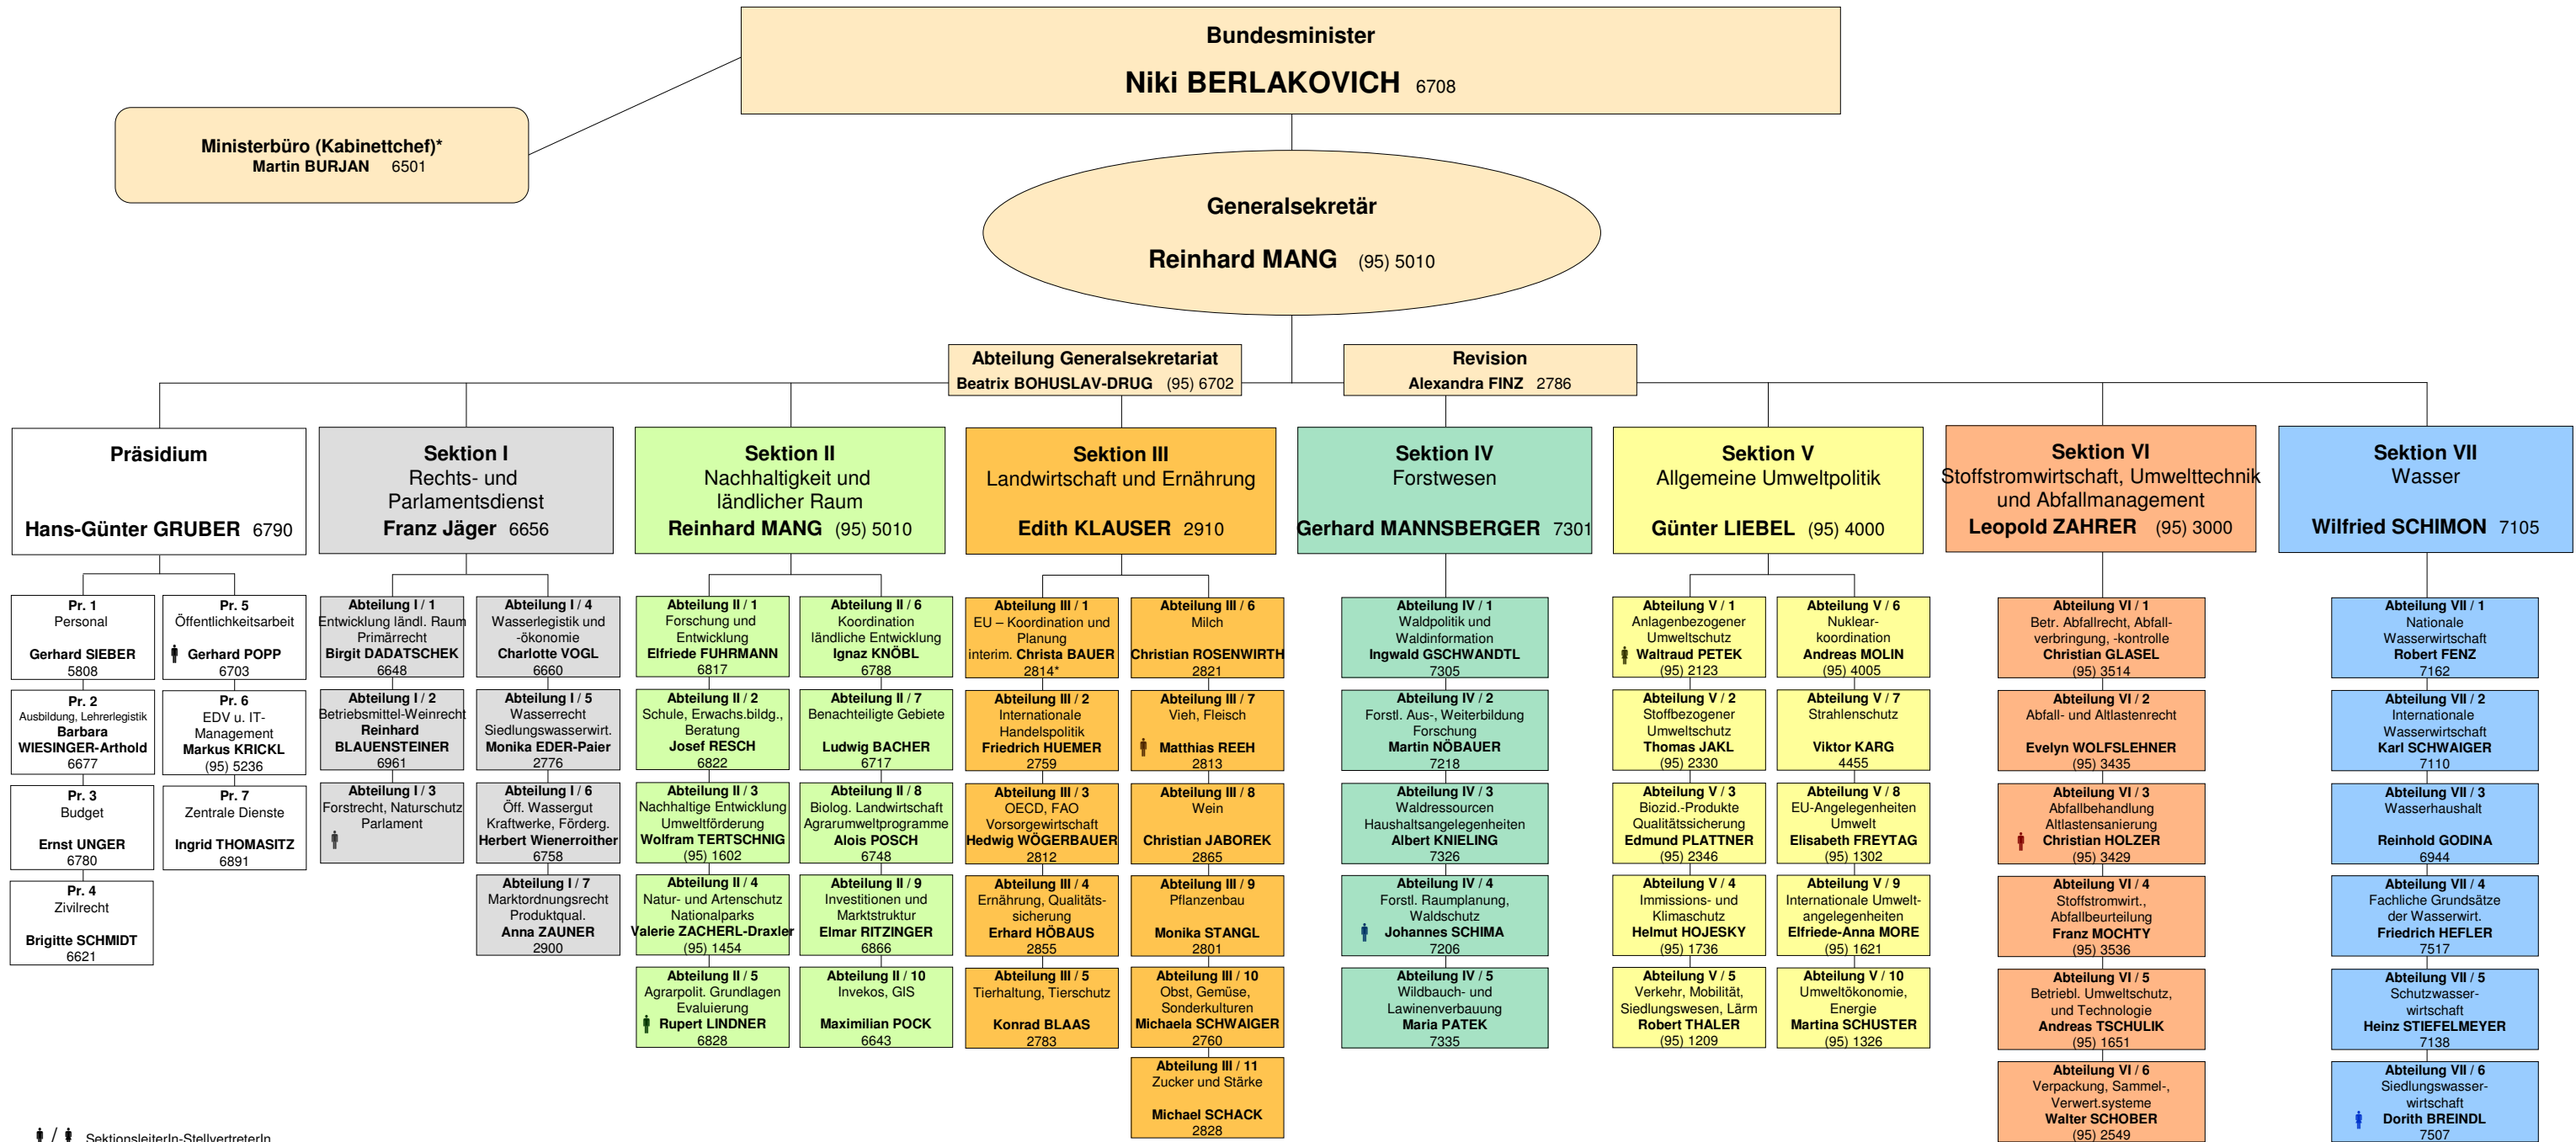 Bundesminister
Niki BERLAKOVICH 6708
Ministerbüro (Kabinettchef)*
Martin BURJAN 6501
Generalsekretär
Reinhard MANG (95) 5010
Abteilung Generalsekretariat
Beatrix BOHUSLAV-DRUG (95) 6702
Revision
Alexandra FINZ 2786
Präsidium
Hans-Günter GRUBER 6790
Pr. 1
Personal
Gerhard SIEBER
5808
Pr. 2
Ausbildung, Lehrerlegistik
Barbara
WIESINGER-Arthold
6677
Pr. 3
Budget
Ernst UNGER
6780
Pr. 4
Zivilrecht
Brigitte SCHMIDT
6621
Pr. 5
Öffentlichkeitsarbeit
Gerhard POPP
6703
Pr. 6
EDV u. IT-
Management
Markus KRICKL
(95) 5236
Pr. 7
Zentrale Dienste
Ingrid THOMASITZ
6891
Sektion I
Rechts- und
Parlamentsdienst
Franz Jäger 6656
Abteilung I / 1
Entwicklung ländl. Raum
Primärrecht
Birgit DADATSCHEK
6648
Abteilung I / 2
Betriebsmittel-Weinrecht
Reinhard
BLAUENSTEINER
6961
Abteilung I / 3
Forstrecht, Naturschutz
Parlament
Abteilung I / 4
Wasserlegistik und
-ökonomie
Charlotte VOGL
6660
Abteilung I / 5
Wasserrecht
Siedlungswasserwirt.
Monika EDER-Paier
2776
Abteilung I / 6
Öff. Wassergut
Kraftwerke, Förderg.
Herbert Wienerroither
6758
Abteilung I / 7
Marktordnungsrecht
Produktqual.
Anna ZAUNER
2900
Sektion II
Nachhaltigkeit und
ländlicher Raum
Reinhard MANG (95) 5010
Abteilung II / 1
Forschung und
Entwicklung
Elfriede FUHRMANN
6817
Abteilung II / 2
Schule, Erwachs.bildg.,
Beratung
Josef RESCH
6822
Abteilung II / 3
Nachhaltige Entwicklung
Umweltförderung
Wolfram TERTSCHNIG
(95) 1602
Abteilung II / 4
Natur- und Artenschutz
Nationalparks
Valerie ZACHERL-Draxler
(95) 1454
Abteilung II / 5
Agrarpolit. Grundlagen
Evaluierung
Rupert LINDNER
6828
Abteilung II / 6
Koordination
ländliche Entwicklung
Ignaz KNÖBL
6788
Abteilung II / 7
Benachteiligte Gebiete
Ludwig BACHER
6717
Abteilung II / 8
Biolog. Landwirtschaft
Agrarumweltprogramme
Alois POSCH
6748
Abteilung II / 9
Investitionen und
Marktstruktur
Elmar RITZINGER
6866
Abteilung II / 10
Invekos, GIS
Maximilian POCK
6643
Sektion III
Landwirtschaft und Ernährung
Edith KLAUSER 2910
Abteilung III / 1
EU – Koordination und
Planung
interim. Christa BAUER
2814*
Abteilung III / 2
Internationale
Handelspolitik
Friedrich HUEMER
2759
Abteilung III / 3
OECD, FAO
Vorsorgewirtschaft
Hedwig WÖGERBAUER
2812
Abteilung III / 4
Ernährung, Qualitäts-
sicherung
Erhard HÖBAUS
2855
Abteilung III / 5
Tierhaltung, Tierschutz
Konrad BLAAS
2783
Abteilung III / 6
Milch
Christian ROSENWIRTH
2821
Abteilung III / 7
Vieh, Fleisch
Matthias REEH
2813
Abteilung III / 8
Wein
Christian JABOREK
2865
Abteilung III / 9
Pflanzenbau
Monika STANGL
2801
Abteilung III / 10
Obst, Gemüse,
Sonderkulturen
Michaela SCHWAIGER
2760
Abteilung III / 11
Zucker und Stärke
Michael SCHACK
2828
Sektion IV
Forstwesen
Gerhard MANNSBERGER 7301
Abteilung IV / 1
Waldpolitik und
Waldinformation
Ingwald GSCHWANDTL
7305
Abteilung IV / 2
Forstl. Aus-, Weiterbildung
Forschung
Martin NÖBAUER
7218
Abteilung IV / 3
Waldressourcen
Haushaltsangelegenheiten
Albert KNIELING
7326
Abteilung IV / 4
Forstl. Raumplanung,
Waldschutz
Johannes SCHIMA
7206
Abteilung IV / 5
Wildbauch- und
Lawinenverbauung
Maria PATEK
7335
Sektion V
Allgemeine Umweltpolitik
Günter LIEBEL (95) 4000
Abteilung V / 1
Anlagenbezogener
Umweltschutz
Waltraud PETEK
(95) 2123
Abteilung V / 2
Stoffbezogener
Umweltschutz
Thomas JAKL
(95) 2330
Abteilung V / 3
Biozid.-Produkte
Qualitätssicherung
Edmund PLATTNER
(95) 2346
Abteilung V / 4
Immissions- und
Klimaschutz
Helmut HOJESKY
(95) 1736
Abteilung V / 5
Verkehr, Mobilität,
Siedlungswesen, Lärm
Robert THALER
(95) 1209
Abteilung V / 6
Nuklear-
koordination
Andreas MOLIN
(95) 4005
Abteilung V / 7
Strahlenschutz
Viktor KARG
4455
Abteilung V / 8
EU-Angelegenheiten
Umwelt
Elisabeth FREYTAG
(95) 1302
Abteilung V / 9
Internationale Umwelt-
angelegenheiten
Elfriede-Anna MORE
(95) 1621
Abteilung V / 10
Umweltökonomie,
Energie
Martina SCHUSTER
(95) 1326
Sektion VI
Stoffstromwirtschaft, Umwelttechnik
und Abfallmanagement
Leopold ZAHRER (95) 3000
Abteilung VI / 1
Betr. Abfallrecht, Abfall-
verbringung, -kontrolle
Christian GLASEL
(95) 3514
Abteilung VI / 2
Abfall- und Altlastenrecht
Evelyn WOLFSLEHNER
(95) 3435
Abteilung VI / 3
Abfallbehandlung
Altlastensanierung
Christian HOLZER
(95) 3429
Abteilung VI / 4
Stoffstromwirt.,
Abfallbeurteilung
Franz MOCHTY
(95) 3536
Abteilung VI / 5
Betriebl. Umweltschutz,
und Technologie
Andreas TSCHULIK
(95) 1651
Abteilung VI / 6
Verpackung, Sammel-,
Verwert.systeme
Walter SCHOBER
(95) 2549
Sektion VII
Wasser
Wilfried SCHIMON 7105
Abteilung VII / 1
Nationale
Wasserwirtschaft
Robert FENZ
7162
Abteilung VII / 2
Internationale
Wasserwirtschaft
Karl SCHWAIGER
7110
Abteilung VII / 3
Wasserhaushalt
Reinhold GODINA
6944
Abteilung VII / 4
Fachliche Grundsätze
der Wasserwirt.
Friedrich HEFLER
7517
Abteilung VII / 5
Schutzwasser-
wirtschaft
Heinz STIEFELMEYER
7138
Abteilung VII / 6
Siedlungswasser-
wirtschaft
Dorith BREINDL
7507
/ SektionsleiterIn-StellvertreterIn